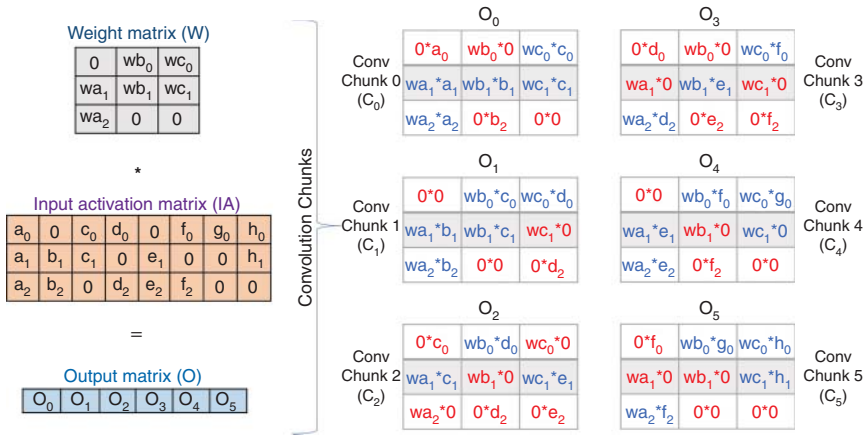 Weight matrix (W)
0 wb₀ wc₀
wa₁ wb₁ wc₁
wa₂ 0 0
*
Input activation matrix (IA)
a₀ 0 c₀ d₀ 0 f₀ g₀ h₀
a₁ b₁ c₁ 0 e₁ 0 0 h₁
a₂ b₂ 0 d₂ e₂ f₂ 0 0
=
Output matrix (O)
O₀ O₁ O₂ O₃ O₄ O₅
Convolution Chunks
Conv
Chunk 0
(C₀)
O₀
0*a₀ wb₀*0 wc₀*c₀
wa₁*a₁ wb₁*b₁ wc₁*c₁
wa₂*a₂ 0*b₂ 0*0
Conv
Chunk 1
(C₁)
O₁
0*0 wb₀*c₀ wc₀*d₀
wa₁*b₁ wb₁*c₁ wc₁*0
wa₂*b₂ 0*0 0*d₂
Conv
Chunk 2
(C₂)
O₂
0*c₀ wb₀*d₀ wc₀*0
wa₁*c₁ wb₁*0 wc₁*e₁
wa₂*0 0*d₂ 0*e₂
O₃
0*d₀ wb₀*0 wc₀*f₀
wa₁*0 wb₁*e₁ wc₁*0
wa₂*d₂ 0*e₂ 0*f₂
Conv
Chunk 3
(C₃)
O₄
0*0 wb₀*f₀ wc₀*g₀
wa₁*e₁ wb₁*0 wc₁*0
wa₂*e₂ 0*f₂ 0*0
Conv
Chunk 4
(C₄)
O₅
0*f₀ wb₀*g₀ wc₀*h₀
wa₁*0 wb₁*0 wc₁*h₁
wa₂*f₂ 0*0 0*0
Conv
Chunk 5
(C₅)